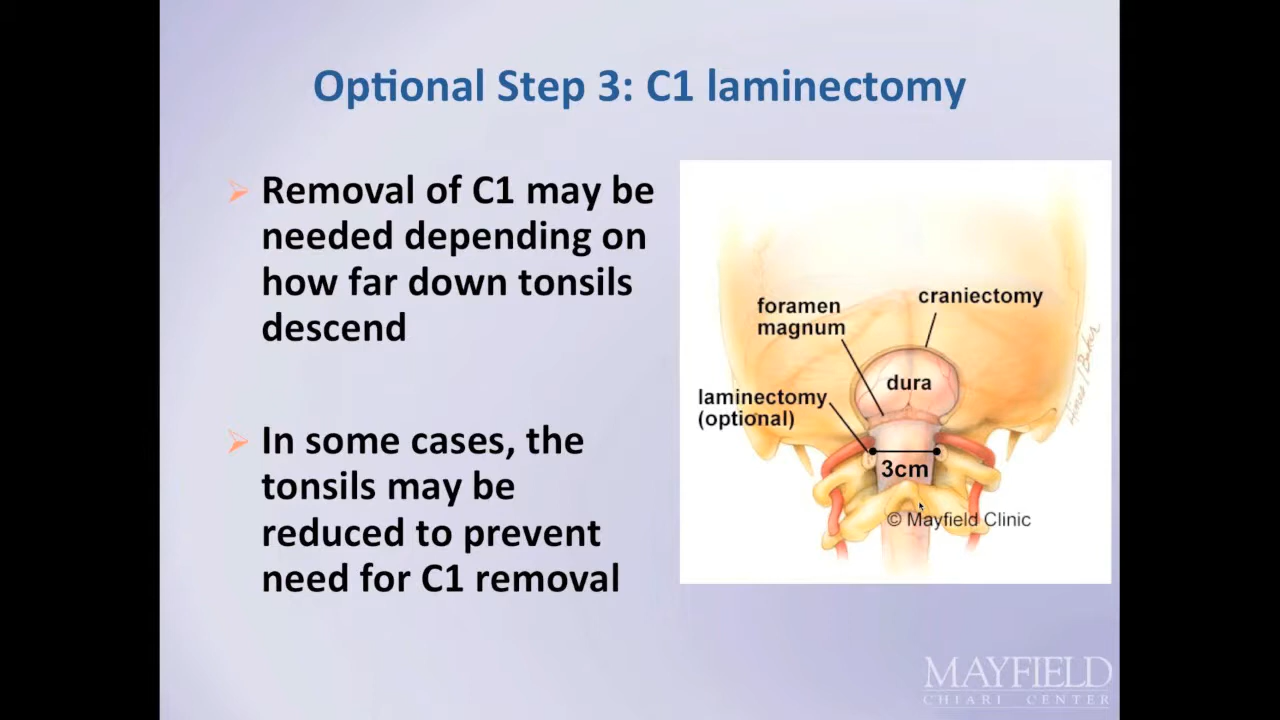 Optional Step 3: C1 laminectomy
Removal of C1 may be
needed depending on
how far down tonsils
descend
In some cases, the
tonsils may be
reduced to prevent
need for C1 removal
foramen
magnum
craniectomy
dura
laminectomy
(optional)
3cm
© Mayfield Clinic
MAYFIELD
CHIARI CENTER